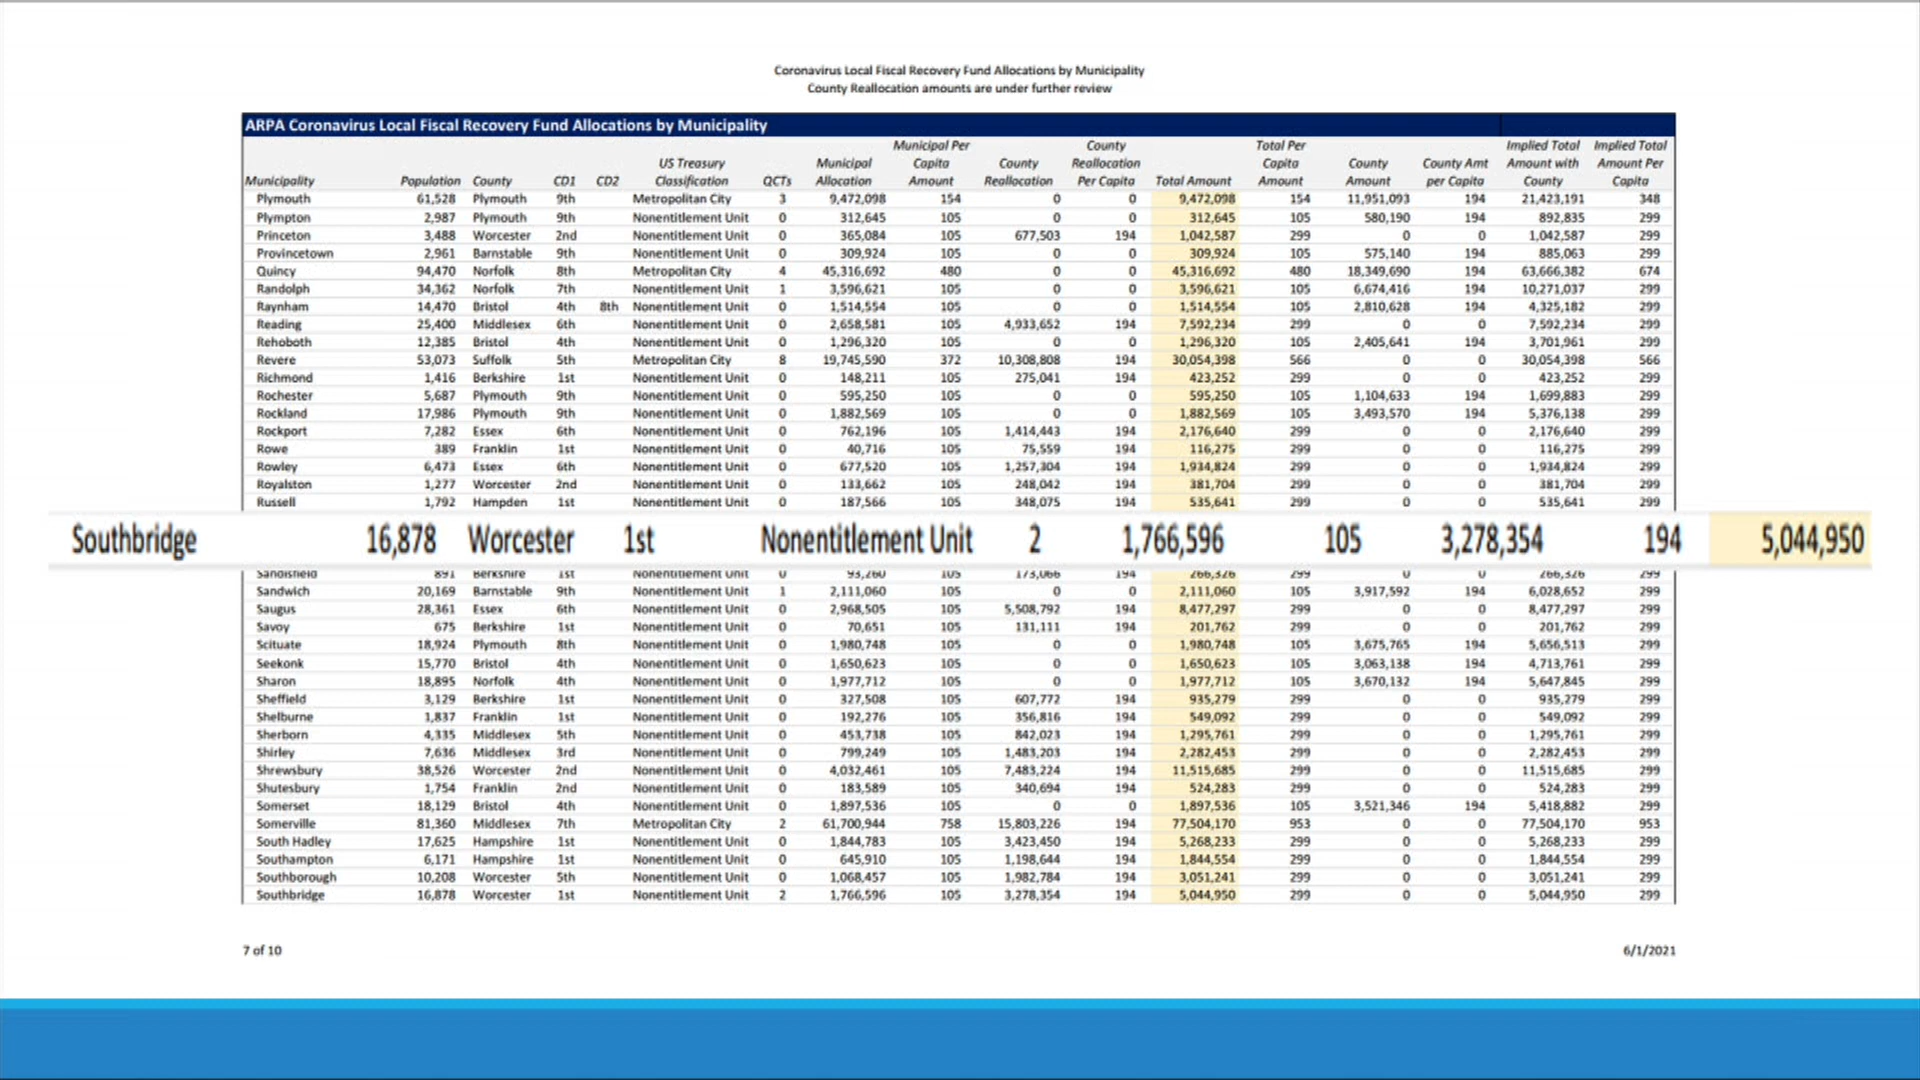 Coronavirus Local Fiscal Recovery Fund Allocations by Municipality
County Reallocation amounts are under further review
ARPA Coronavirus Local Fiscal Recovery Fund Allocations by Municipality
Municipality Population County CD1 CD2 US Treasury Classification QCTs Municipal Allocation Municipal Per Capita Amount County Reallocation County Reallocation Per Capita Total Amount Total Per Capita Amount County Amount County Amt per Capita Implied Total Amount with County Implied Total Amount Per Capita
Plymouth 61,528 Plymouth 9th Metropolitan City 3 9,472,098 154 0 0 9,472,098 154 11,951,093 194 21,423,191 348
Plympton 2,987 Plymouth 9th Nonentitlement Unit 0 312,645 105 0 0 312,645 105 580,190 194 892,835 299
Princeton 3,488 Worcester 2nd Nonentitlement Unit 0 365,084 105 677,503 194 1,042,587 299 0 0 1,042,587 299
Provincetown 2,961 Barnstable 9th Nonentitlement Unit 0 309,924 105 0 0 309,924 105 575,140 194 885,063 299
Quincy 94,470 Norfolk 8th Metropolitan City 4 45,316,692 480 0 0 45,316,692 480 18,349,690 194 63,666,382 674
Randolph 34,362 Norfolk 7th Nonentitlement Unit 1 3,596,621 105 0 0 3,596,621 105 6,674,416 194 10,271,037 299
Raynham 14,470 Bristol 4th 8th Nonentitlement Unit 0 1,514,554 105 0 0 1,514,554 105 2,810,628 194 4,325,182 299
Reading 25,400 Middlesex 6th Nonentitlement Unit 0 2,658,581 105 4,933,652 194 7,592,234 299 0 0 7,592,234 299
Rehoboth 12,385 Bristol 4th Nonentitlement Unit 0 1,296,320 105 0 0 1,296,320 105 2,405,641 194 3,701,961 299
Revere 53,073 Suffolk 5th Metropolitan City 8 19,745,590 372 10,308,808 194 30,054,398 566 0 0 30,054,398 566
Richmond 1,416 Berkshire 1st Nonentitlement Unit 0 148,211 105 275,041 194 423,252 299 0 0 423,252 299
Rochester 5,687 Plymouth 9th Nonentitlement Unit 0 595,250 105 0 0 595,250 105 1,104,633 194 1,699,883 299
Rockland 17,986 Plymouth 9th Nonentitlement Unit 0 1,882,569 105 0 0 1,882,569 105 3,493,570 194 5,376,138 299
Rockport 7,282 Essex 6th Nonentitlement Unit 0 762,196 105 1,414,443 194 2,176,640 299 0 0 2,176,640 299
Rowe 389 Franklin 1st Nonentitlement Unit 0 40,716 105 75,559 194 116,275 299 0 0 116,275 299
Rowley 6,473 Essex 6th Nonentitlement Unit 0 677,520 105 1,257,304 194 1,934,824 299 0 0 1,934,824 299
Royalston 1,277 Worcester 2nd Nonentitlement Unit 0 133,662 105 248,042 194 381,704 299 0 0 381,704 299
Russell 1,792 Hampden 1st Nonentitlement Unit 0 187,566 105 348,075 194 535,641 299 0 0 535,641 299
Southbridge 16,878 Worcester 1st Nonentitlement Unit 2 1,766,596 105 3,278,354 194 5,044,950
Sandisfield 891 Berkshire 1st Nonentitlement Unit 0 93,260 105 173,066 194 266,326 299 0 0 266,326 299
Sandwich 20,169 Barnstable 9th Nonentitlement Unit 1 2,111,060 105 0 0 2,111,060 105 3,917,592 194 6,028,652 299
Saugus 28,361 Essex 6th Nonentitlement Unit 0 2,968,505 105 5,508,792 194 8,477,297 299 0 0 8,477,297 299
Savoy 675 Berkshire 1st Nonentitlement Unit 0 70,651 105 131,111 194 201,762 299 0 0 201,762 299
Scituate 18,924 Plymouth 8th Nonentitlement Unit 0 1,980,748 105 0 0 1,980,748 105 3,675,765 194 5,656,513 299
Seekonk 15,770 Bristol 4th Nonentitlement Unit 0 1,650,623 105 0 0 1,650,623 105 3,063,138 194 4,713,761 299
Sharon 18,895 Norfolk 4th Nonentitlement Unit 0 1,977,712 105 0 0 1,977,712 105 3,670,132 194 5,647,845 299
Sheffield 3,129 Berkshire 1st Nonentitlement Unit 0 327,508 105 607,772 194 935,279 299 0 0 935,279 299
Shelburne 1,837 Franklin 1st Nonentitlement Unit 0 192,276 105 356,816 194 549,092 299 0 0 549,092 299
Sherborn 4,335 Middlesex 5th Nonentitlement Unit 0 453,738 105 842,023 194 1,295,761 299 0 0 1,295,761 299
Shirley 7,636 Middlesex 3rd Nonentitlement Unit 0 799,249 105 1,483,203 194 2,282,453 299 0 0 2,282,453 299
Shrewsbury 38,526 Worcester 2nd Nonentitlement Unit 0 4,032,461 105 7,483,224 194 11,515,685 299 0 0 11,515,685 299
Shutesbury 1,754 Franklin 2nd Nonentitlement Unit 0 183,589 105 340,694 194 524,283 299 0 0 524,283 299
Somerset 18,129 Bristol 4th Nonentitlement Unit 0 1,897,536 105 0 0 1,897,536 105 3,521,346 194 5,418,882 299
Somerville 81,360 Middlesex 7th Metropolitan City 2 61,700,944 758 15,803,226 194 77,504,170 953 0 0 77,504,170 953
South Hadley 17,625 Hampshire 1st Nonentitlement Unit 0 1,844,783 105 3,423,450 194 5,268,233 299 0 0 5,268,233 299
Southampton 6,171 Hampshire 1st Nonentitlement Unit 0 645,910 105 1,198,644 194 1,844,554 299 0 0 1,844,554 299
Southborough 10,208 Worcester 5th Nonentitlement Unit 0 1,068,457 105 1,982,784 194 3,051,241 299 0 0 3,051,241 299
Southbridge 16,878 Worcester 1st Nonentitlement Unit 2 1,766,596 105 3,278,354 194 5,044,950 299 0 0 5,044,950 299
7 of 10 6/1/2021